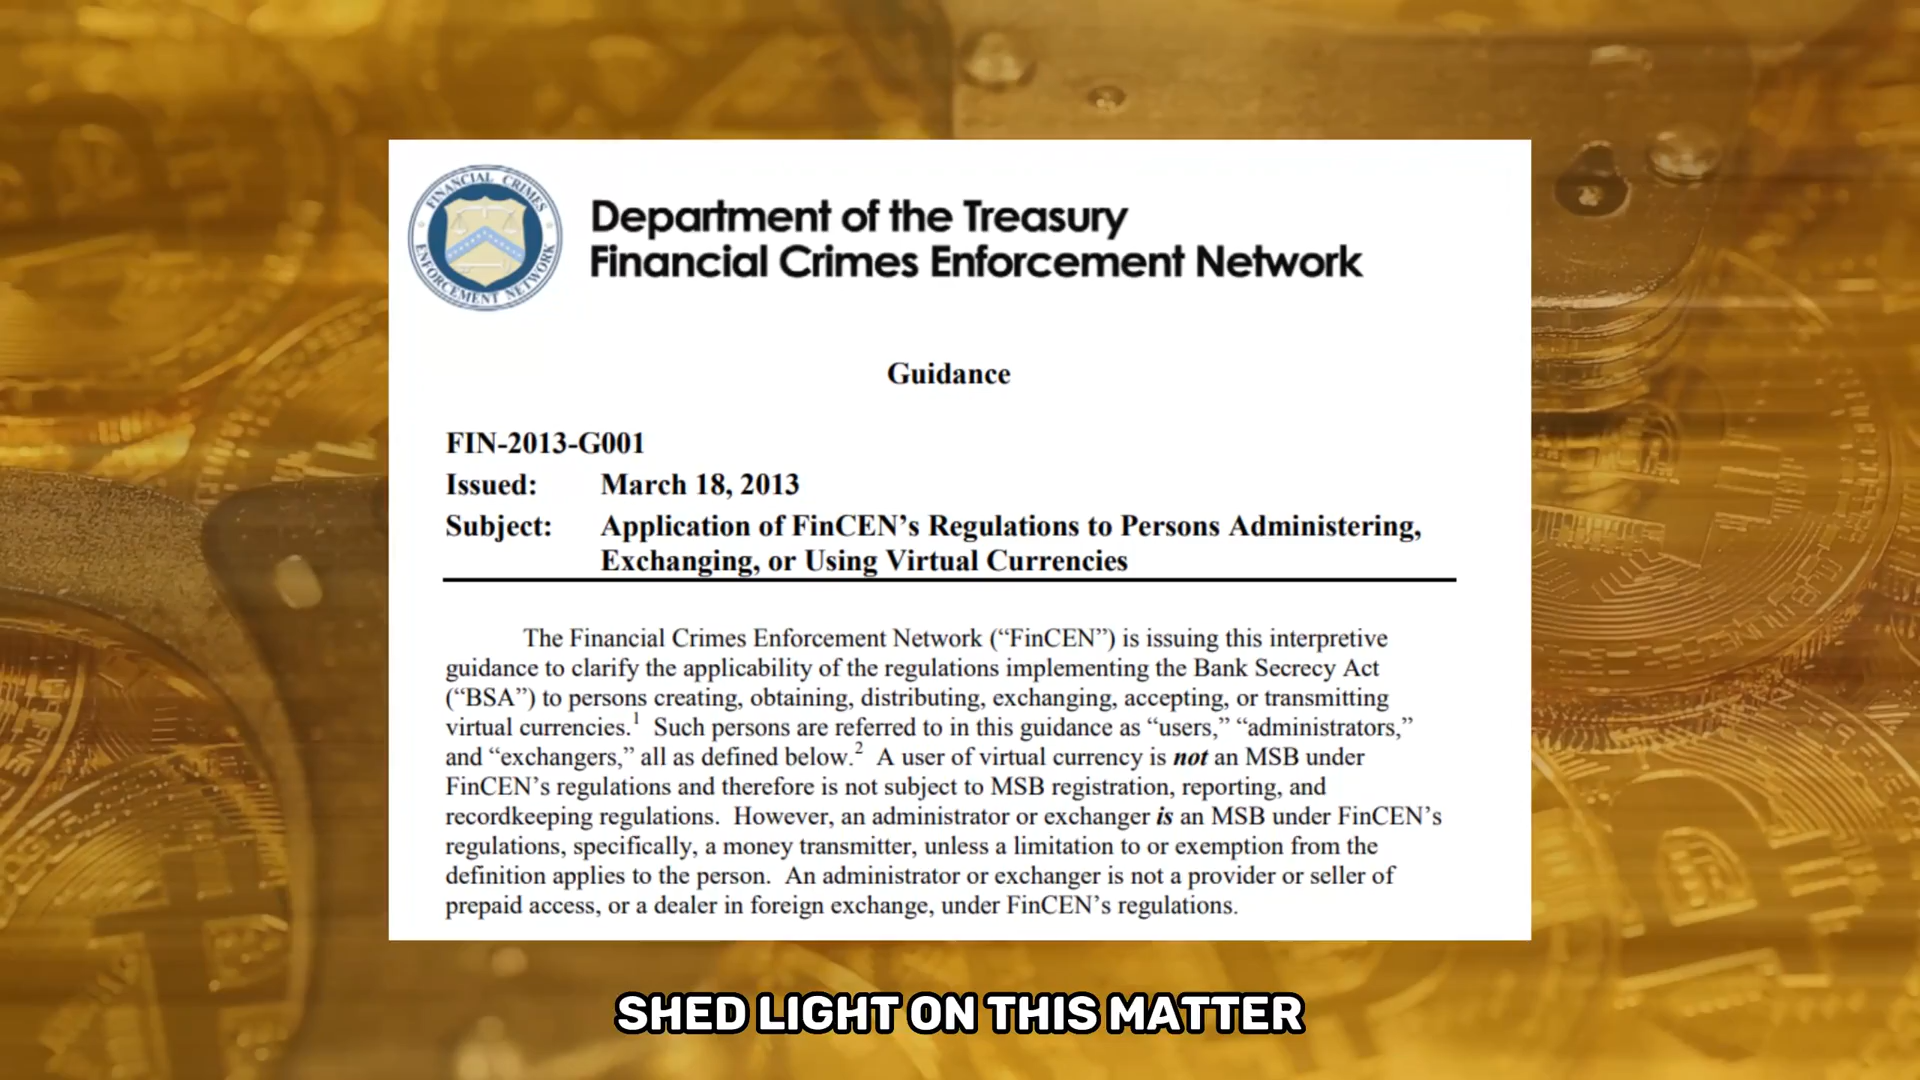 FINANCIAL CRIMES
ENFORCEMENT NETWORK
Department of the Treasury
Financial Crimes Enforcement Network
Guidance
FIN-2013-G001
Issued: March 18, 2013
Subject: Application of FinCEN’s Regulations to Persons Administering,
Exchanging, or Using Virtual Currencies
The Financial Crimes Enforcement Network (“FinCEN”) is issuing this interpretive
guidance to clarify the applicability of the regulations implementing the Bank Secrecy Act
(“BSA”) to persons creating, obtaining, distributing, exchanging, accepting, or transmitting
virtual currencies.1 Such persons are referred to in this guidance as “users,” “administrators,”
and “exchangers,” all as defined below.2 A user of virtual currency is not an MSB under
FinCEN’s regulations and therefore is not subject to MSB registration, reporting, and
recordkeeping regulations. However, an administrator or exchanger is an MSB under FinCEN’s
regulations, specifically, a money transmitter, unless a limitation to or exemption from the
definition applies to the person. An administrator or exchanger is not a provider or seller of
prepaid access, or a dealer in foreign exchange, under FinCEN’s regulations.
SHED LIGHT ON THIS MATTER